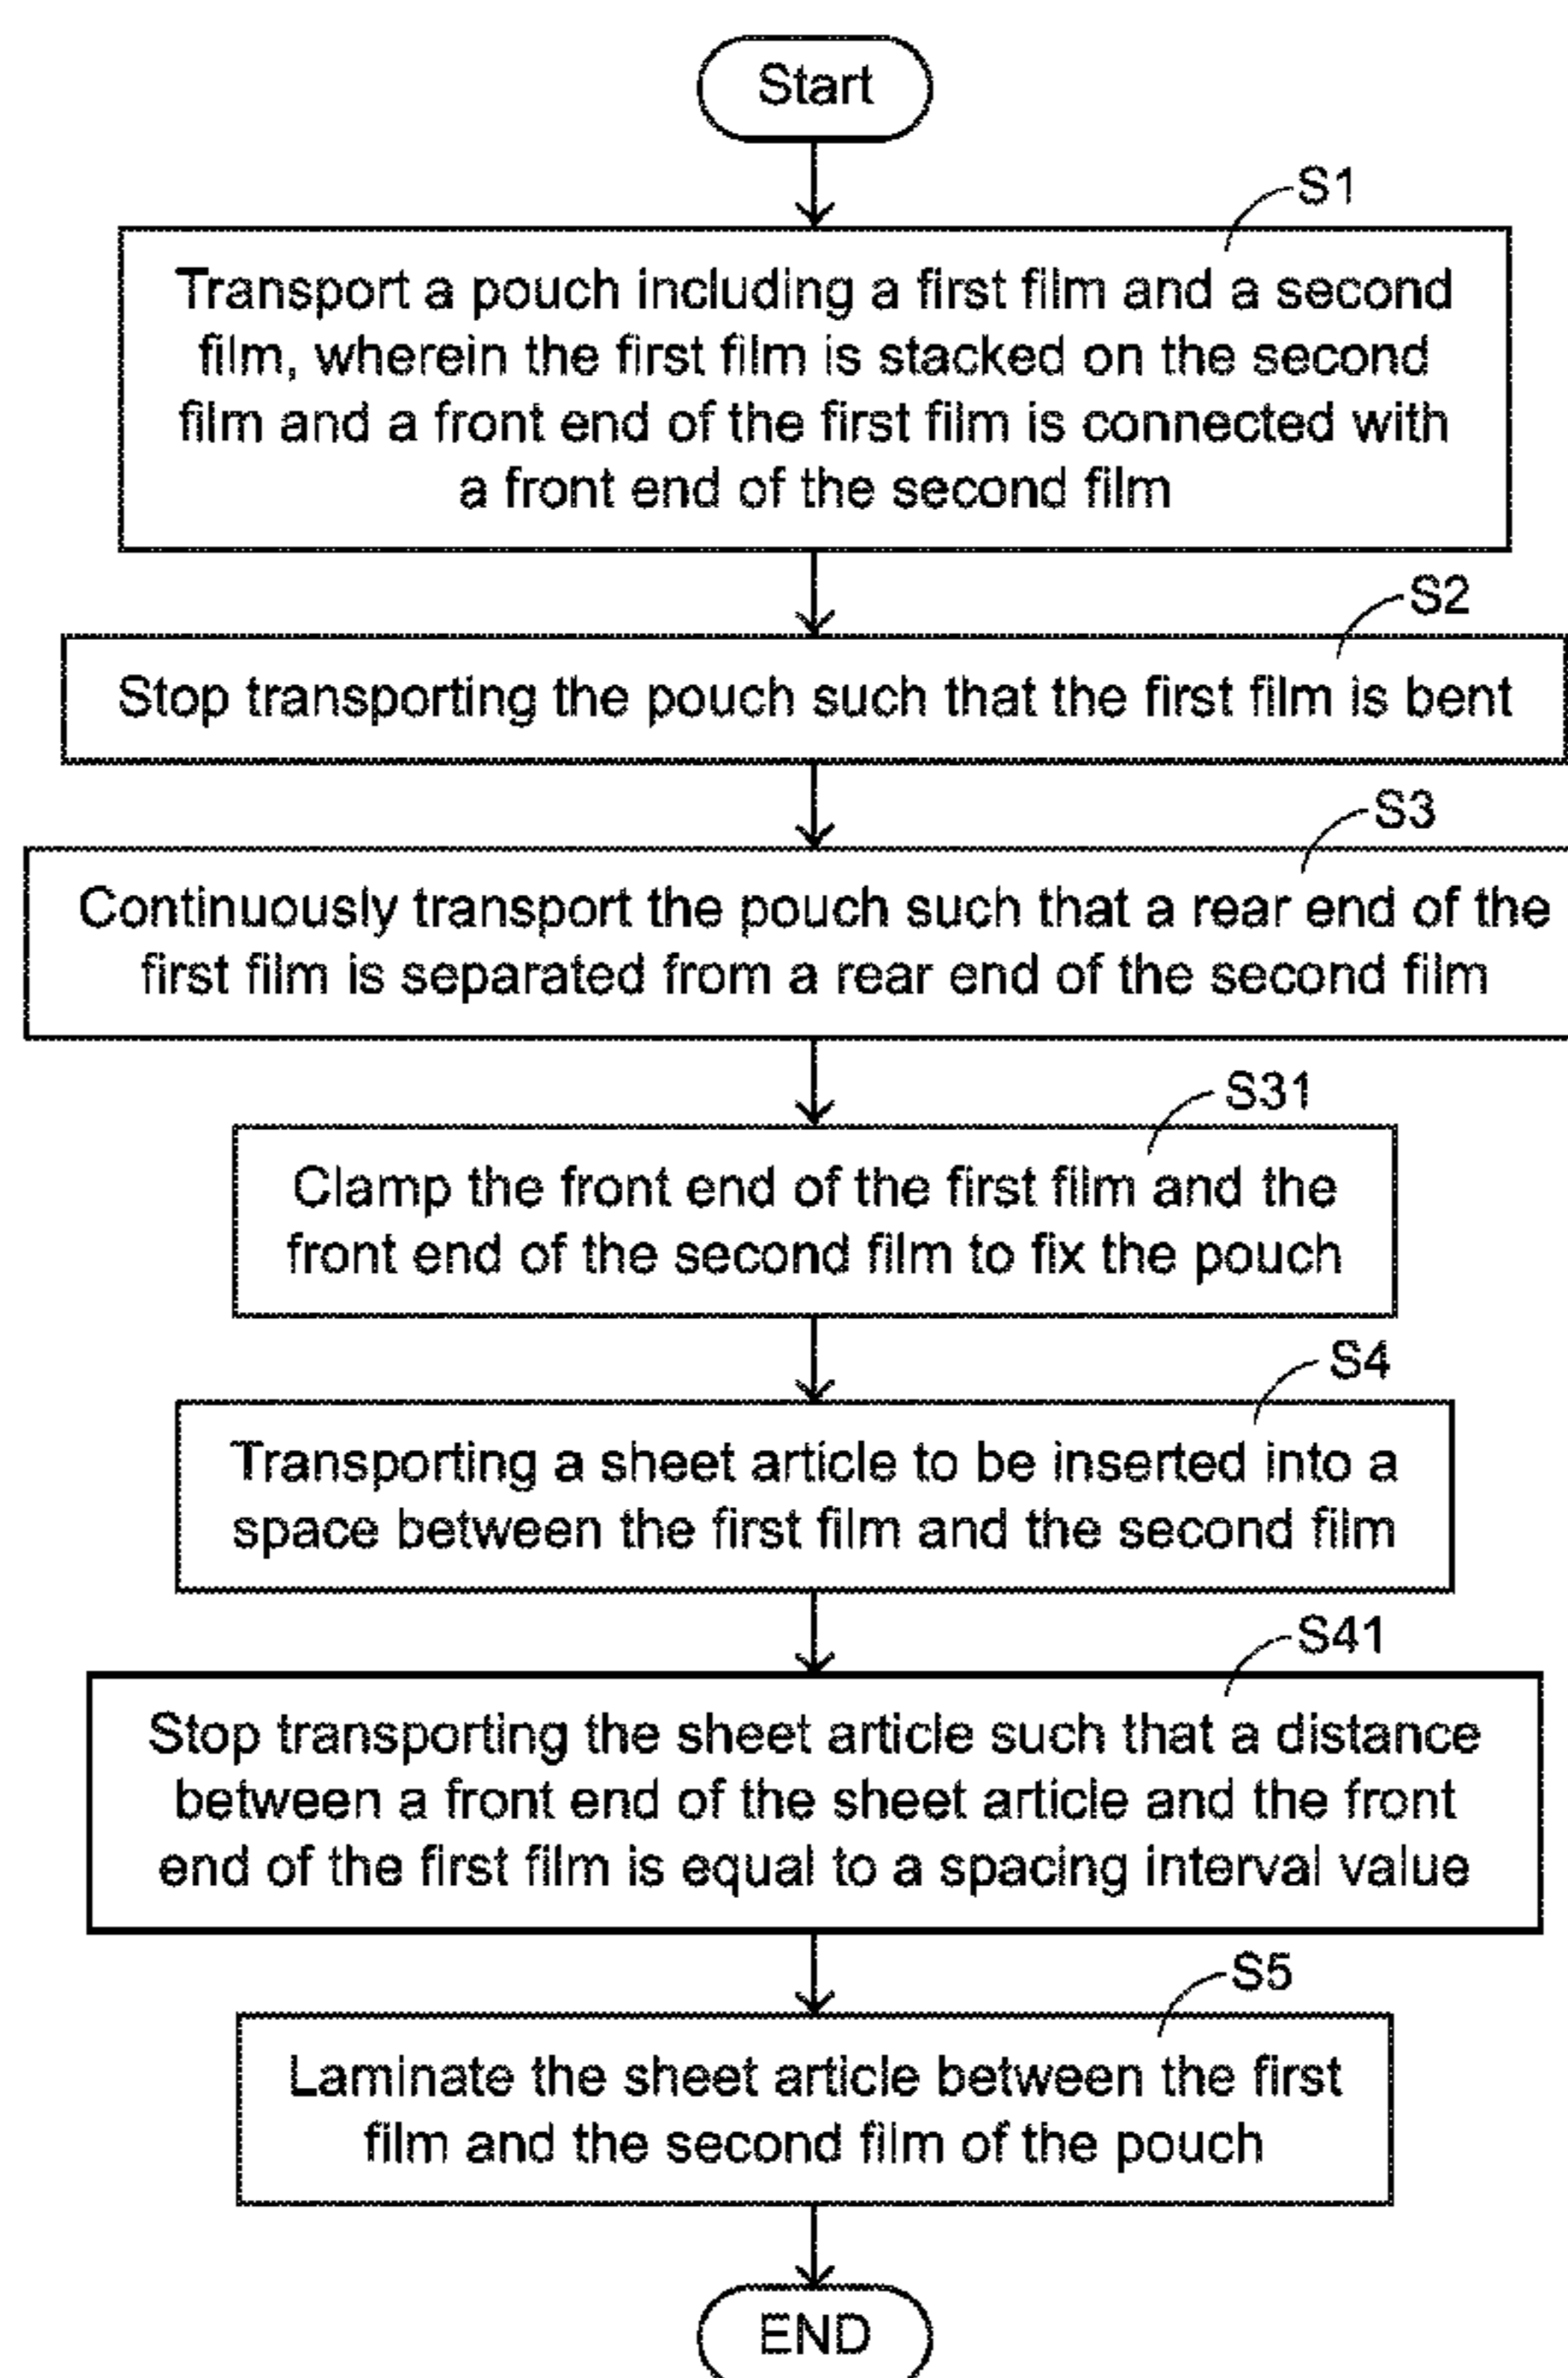 Start
S1
Transport a pouch including a first film and a second
film, wherein the first film is stacked on the second
film and a front end of the first film is connected with
a front end of the second film
S2
Stop transporting the pouch such that the first film is bent
S3
Continuously transport the pouch such that a rear end of the
first film is separated from a rear end of the second film
S31
Clamp the front end of the first film and the
front end of the second film to fix the pouch
S4
Transporting a sheet article to be inserted into a
space between the first film and the second film
S41
Stop transporting the sheet article such that a distance
between a front end of the sheet article and the front
end of the first film is equal to a spacing interval value
S5
Laminate the sheet article between the first
film and the second film of the pouch
END